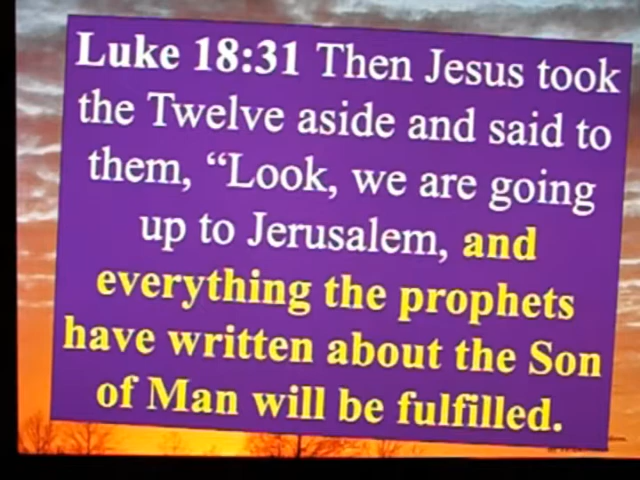 Luke 18:31 Then Jesus took
the Twelve aside and said to
them, “Look, we are going
up to Jerusalem, and
everything the prophets
have written about the Son
of Man will be fulfilled.